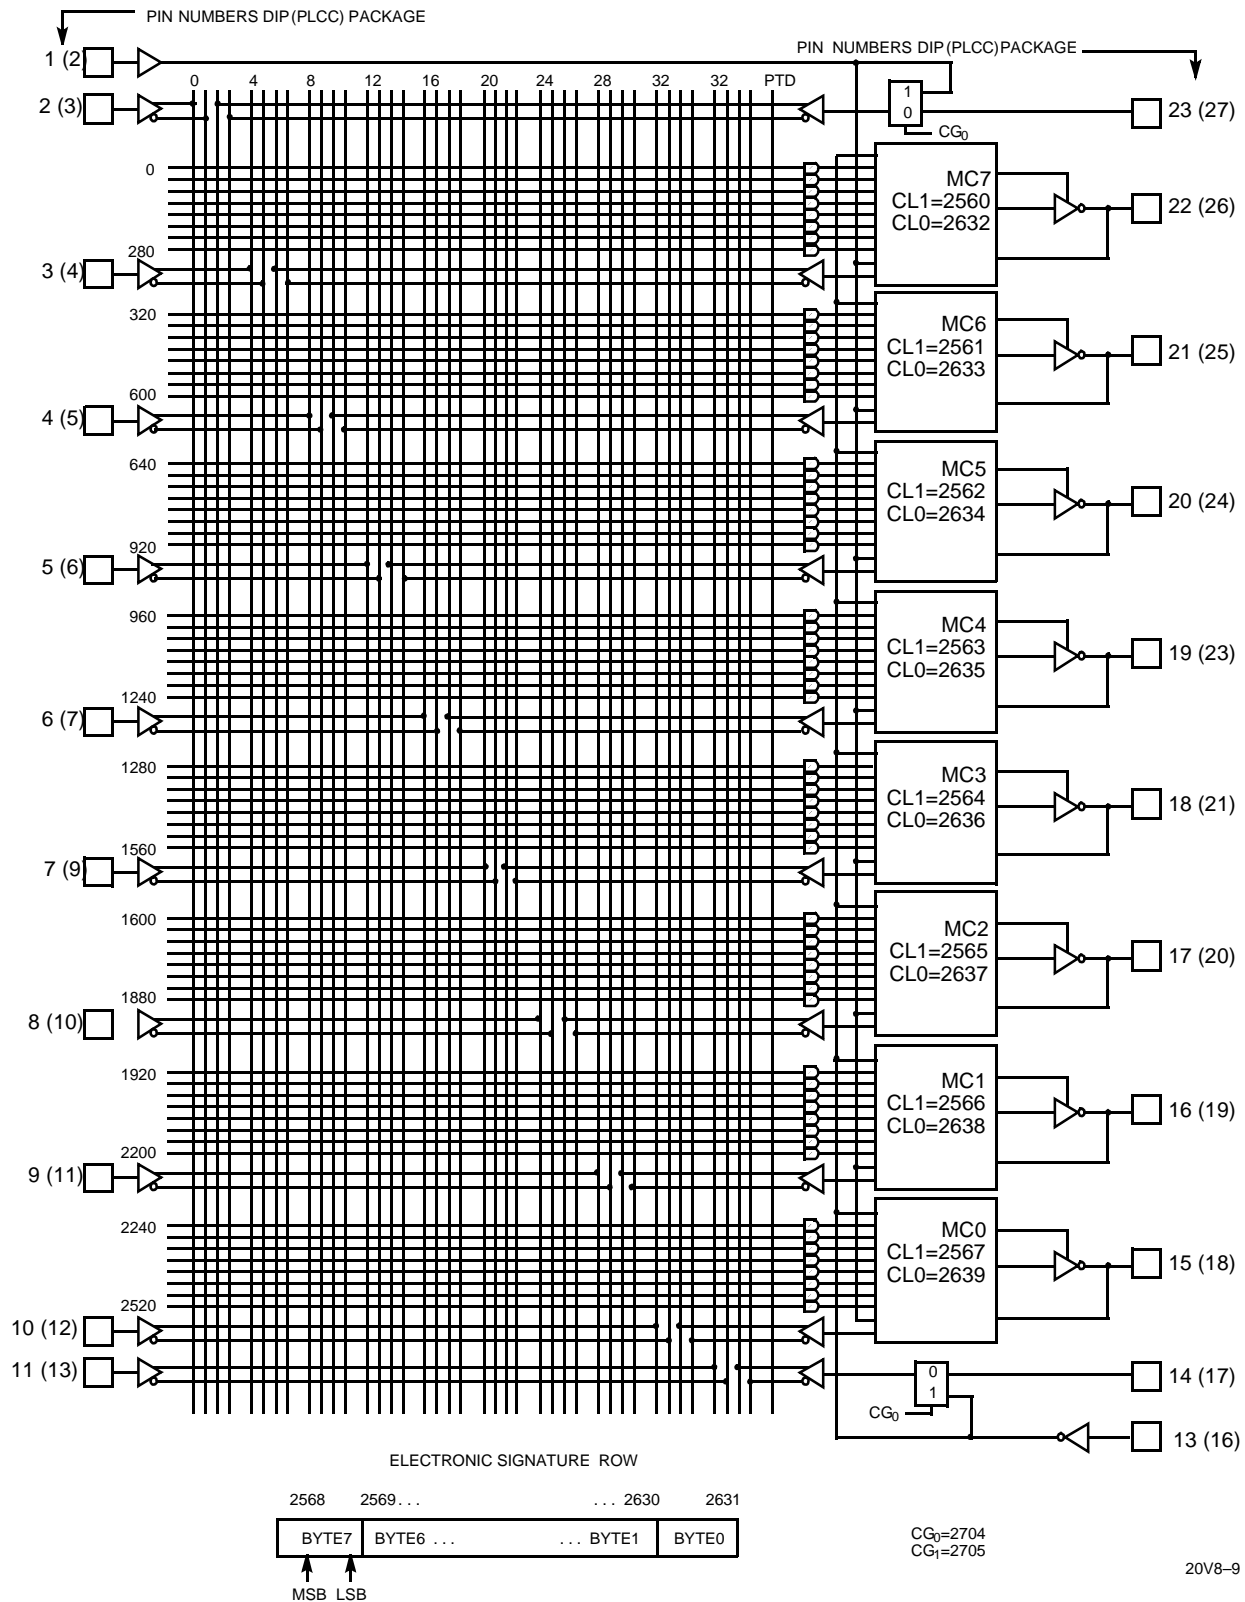 PIN NUMBERS DIP (PLCC) PACKAGE
PIN NUMBERS DIP (PLCC) PACKAGE
1 (2)
0 4 8 12 16 20 24 28 32 32 PTD
2 (3)
1
0
23 (27)
CG0
0
MC7
CL1=2560
CL0=2632
22 (26)
280
3 (4)
320
MC6
CL1=2561
CL0=2633
21 (25)
600
4 (5)
640
MC5
CL1=2562
CL0=2634
20 (24)
920
5 (6)
960
MC4
CL1=2563
CL0=2635
19 (23)
1240
6 (7)
1280
MC3
CL1=2564
CL0=2636
18 (21)
1560
7 (9)
1600
MC2
CL1=2565
CL0=2637
17 (20)
1880
8 (10)
1920
MC1
CL1=2566
CL0=2638
16 (19)
2200
9 (11)
2240
MC0
CL1=2567
CL0=2639
15 (18)
2520
10 (12)
11 (13)
0
1
14 (17)
CG0
13 (16)
ELECTRONIC SIGNATURE ROW
2568 2569 . . . . . . 2630 2631
BYTE7 BYTE6 . . . . . . BYTE1 BYTE0
MSB LSB
CG0=2704
CG1=2705
20V8–9